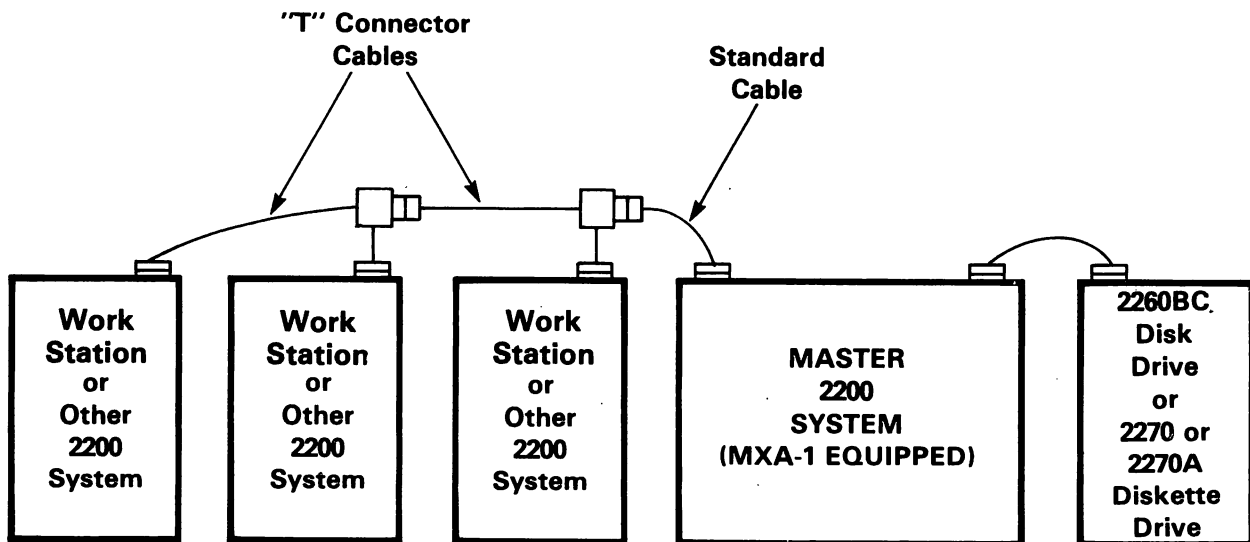 "T" Connector
Cables
Standard
Cable
Work
Station
or
Other
2200
System
Work
Station
or
Other
2200
System
Work
Station
or
Other
2200
System
MASTER
2200
SYSTEM
(MXA-1 EQUIPPED)
2260BC
Disk
Drive
or
2270 or
2270A
Diskette
Drive